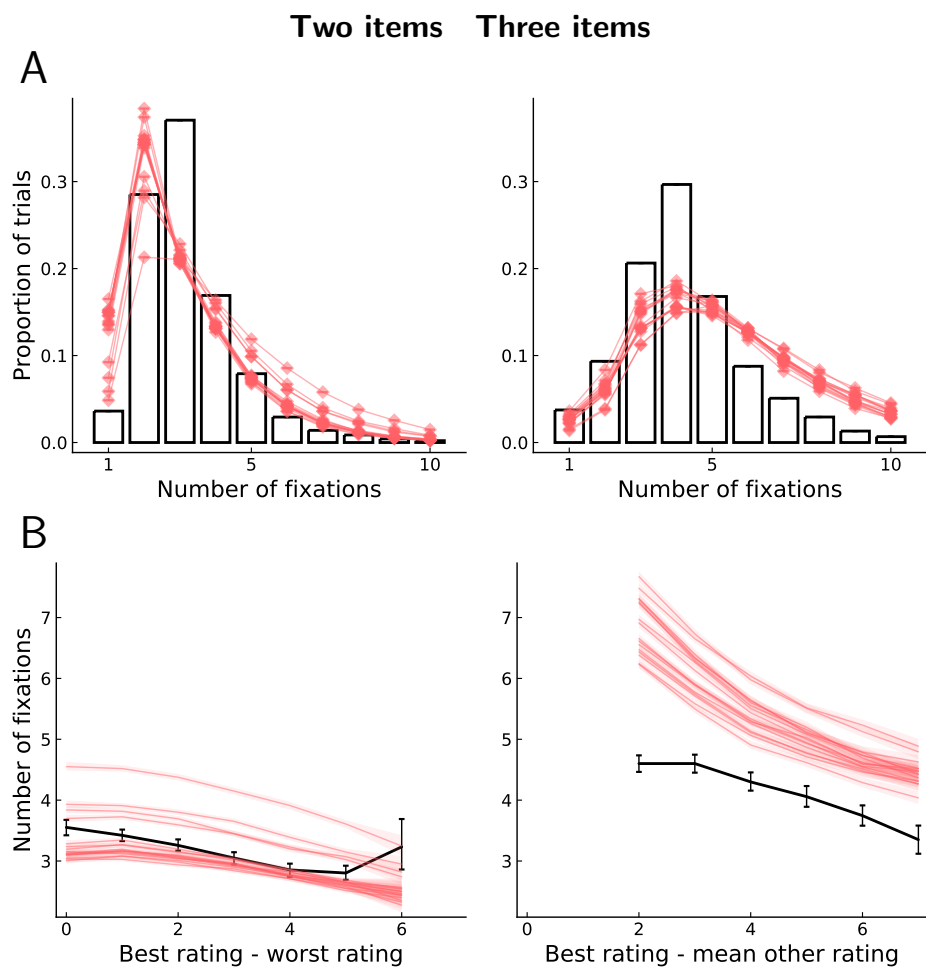 Two items Three items
A
Proportion of trials
0.3
0.2
0.1
0.0
1 5 10
Number of fixations
0.3
0.2
0.1
0.0
1 5 10
Number of fixations
B
Number of fixations
7
6
5
4
3
0 2 4 6
Best rating - worst rating
7
6
5
4
3
0 2 4 6
Best rating - mean other rating